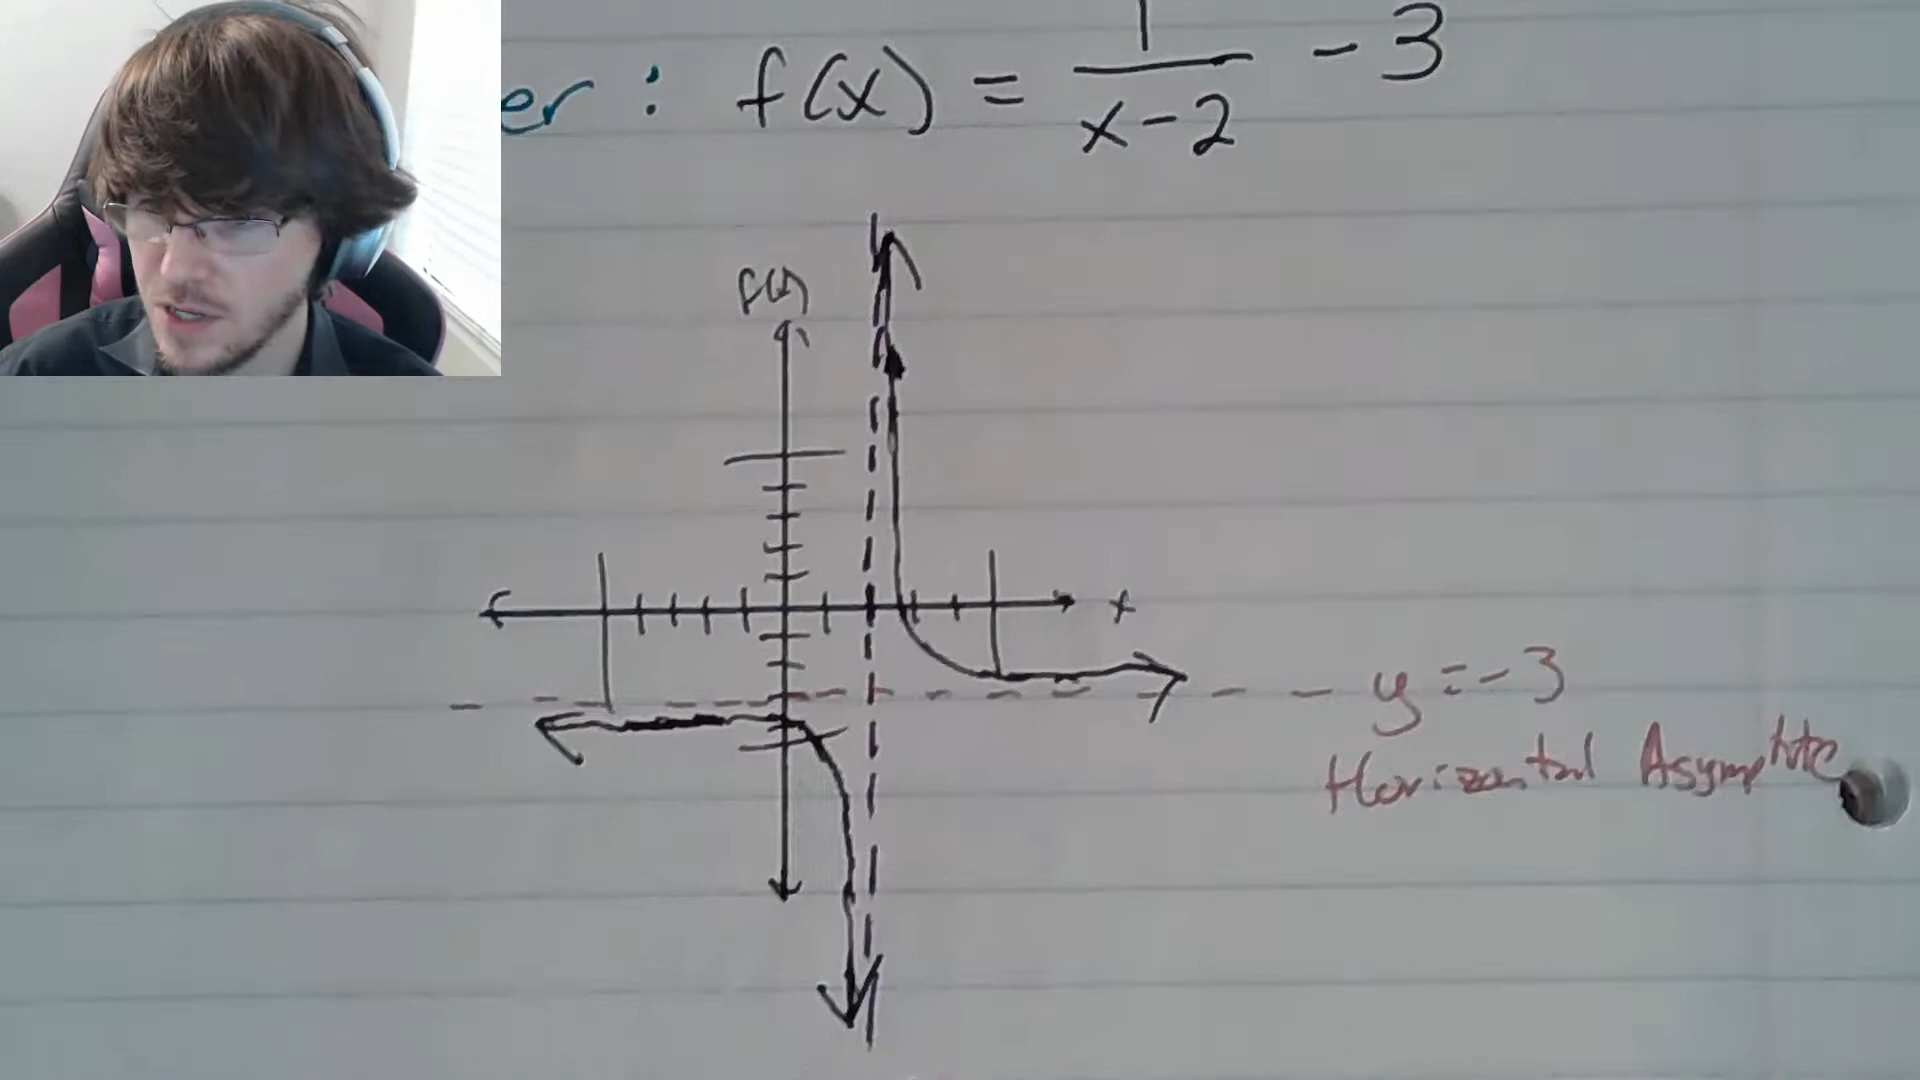 er : f(x) = 1/(x-2) - 3
f(x)
x
y = -3
Horizontal Asymptote